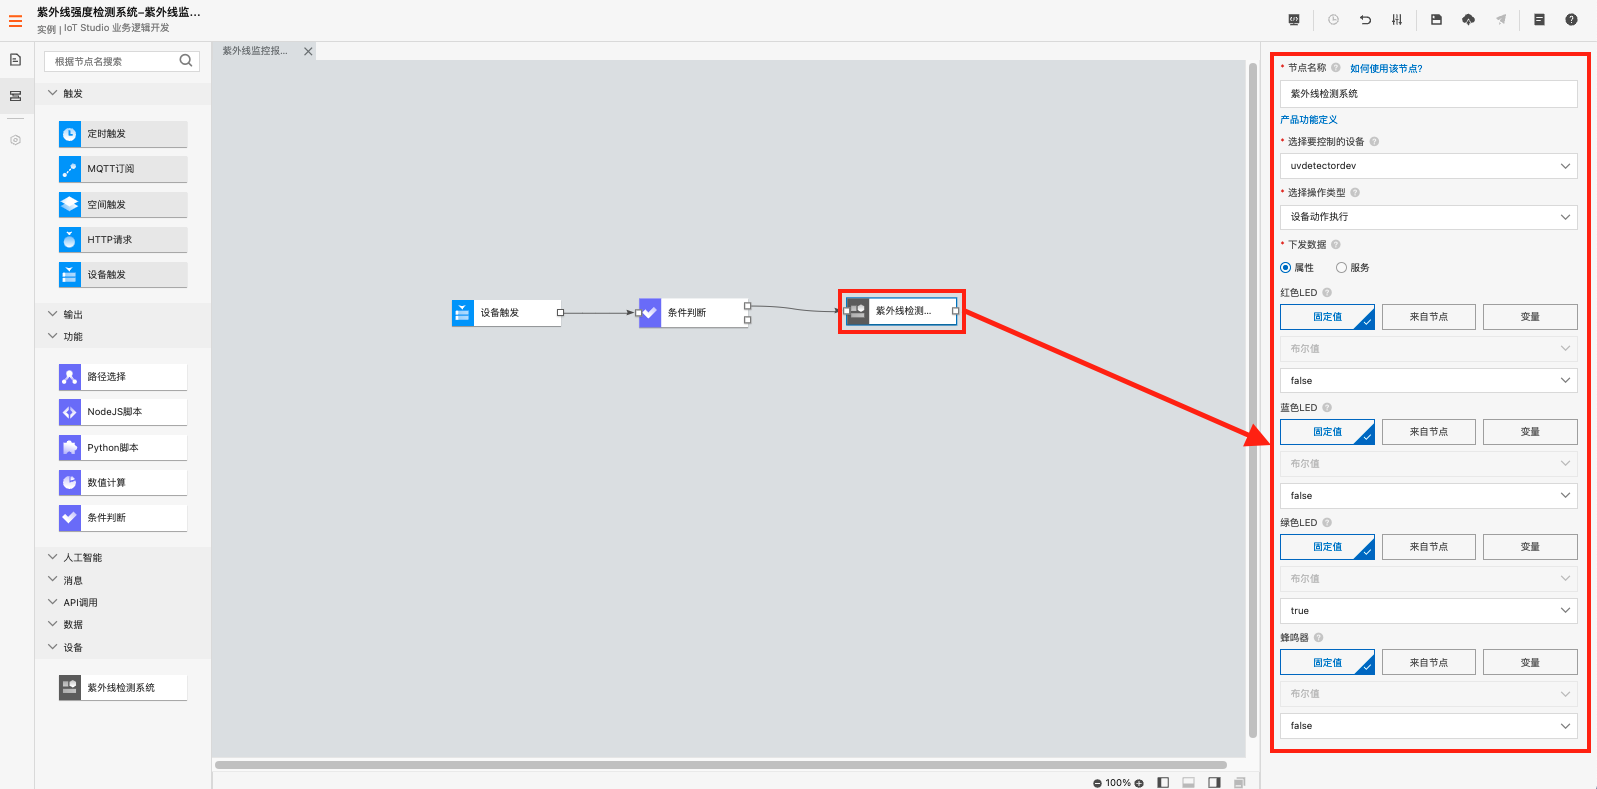 紫外线强度检测系统-紫外线监...
实例 | IoT Studio 业务逻辑开发
根据节点名搜索
触发
定时触发
MQTT订阅
空间触发
HTTP请求
设备触发
输出
功能
路径选择
NodeJS脚本
Python脚本
数值计算
条件判断
人工智能
消息
API调用
数据
设备
紫外线检测系统
紫外线监控报...
设备触发
条件判断
紫外线检测...
100%
* 节点名称 如何使用该节点?
紫外线检测系统
产品功能定义
* 选择要控制的设备
uvdetectordev
* 选择操作类型
设备动作执行
* 下发数据
属性 服务
红色LED
固定值 来自节点 变量
布尔值
false
蓝色LED
固定值 来自节点 变量
布尔值
false
绿色LED
固定值 来自节点 变量
布尔值
true
蜂鸣器
固定值 来自节点 变量
布尔值
false